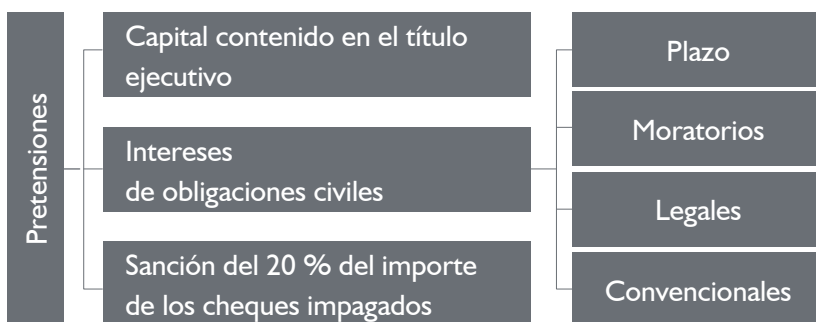 Pretensiones
Capital contenido en el título
ejecutivo
Intereses
de obligaciones civiles
Sanción del 20 % del importe
de los cheques impagados
Plazo
Moratorios
Legales
Convencionales